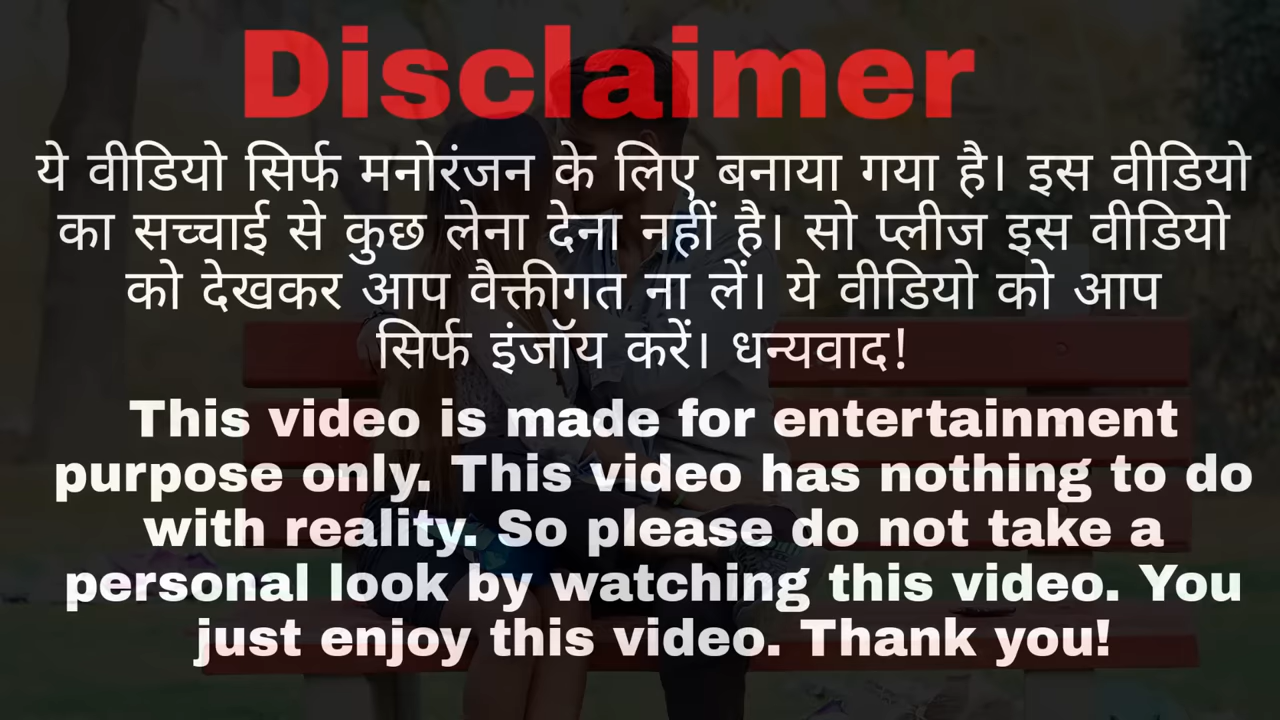 Disclaimer
ये वीडियो सिर्फ मनोरंजन के लिए बनाया गया है। इस वीडियो
का सच्चाई से कुछ लेना देना नहीं है। सो प्लीज इस वीडियो
को देखकर आप वैक्तीगत ना लें। ये वीडियो को आप
सिर्फ इंजॉय करें। धन्यवाद!
This video is made for entertainment
purpose only. This video has nothing to do
with reality. So please do not take a
personal look by watching this video. You
just enjoy this video. Thank you!